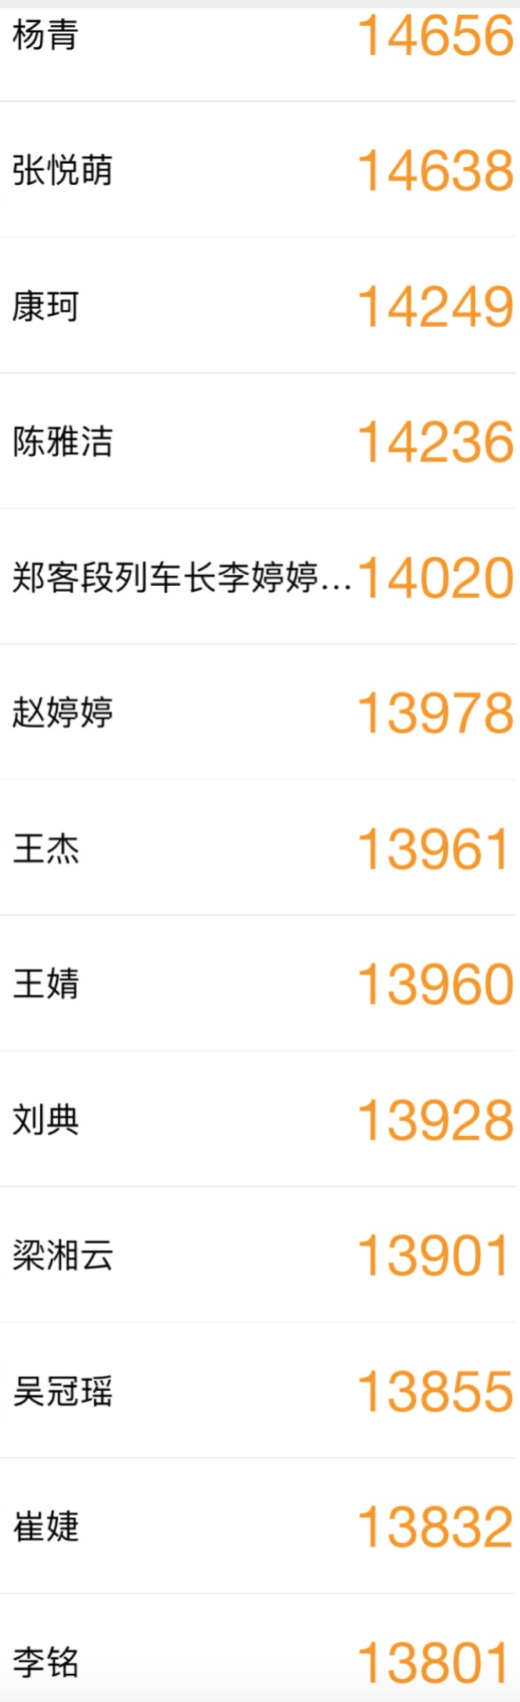 杨青 14656
张悦萌 14638
康珂 14249
陈雅洁 14236
郑客段列车长李婷婷... 14020
赵婷婷 13978
王杰 13961
王婧 13960
刘典 13928
梁湘云 13901
吴冠瑶 13855
崔婕 13832
李铭 13801